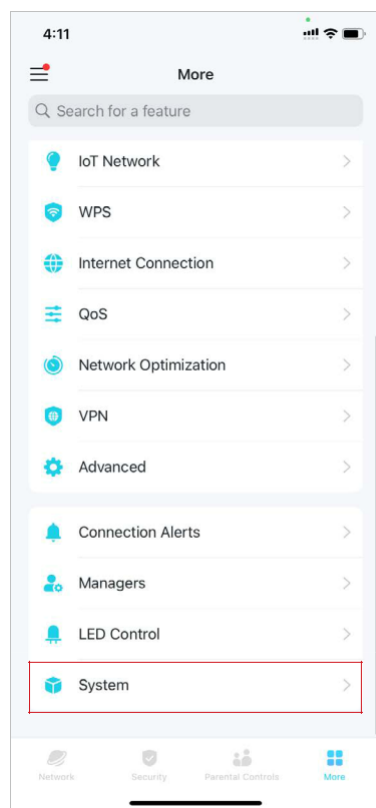 4:11
More
Search for a feature
IoT Network
WPS
Internet Connection
QoS
Network Optimization
VPN
Advanced
Connection Alerts
Managers
LED Control
System
Network Security Parental Controls More